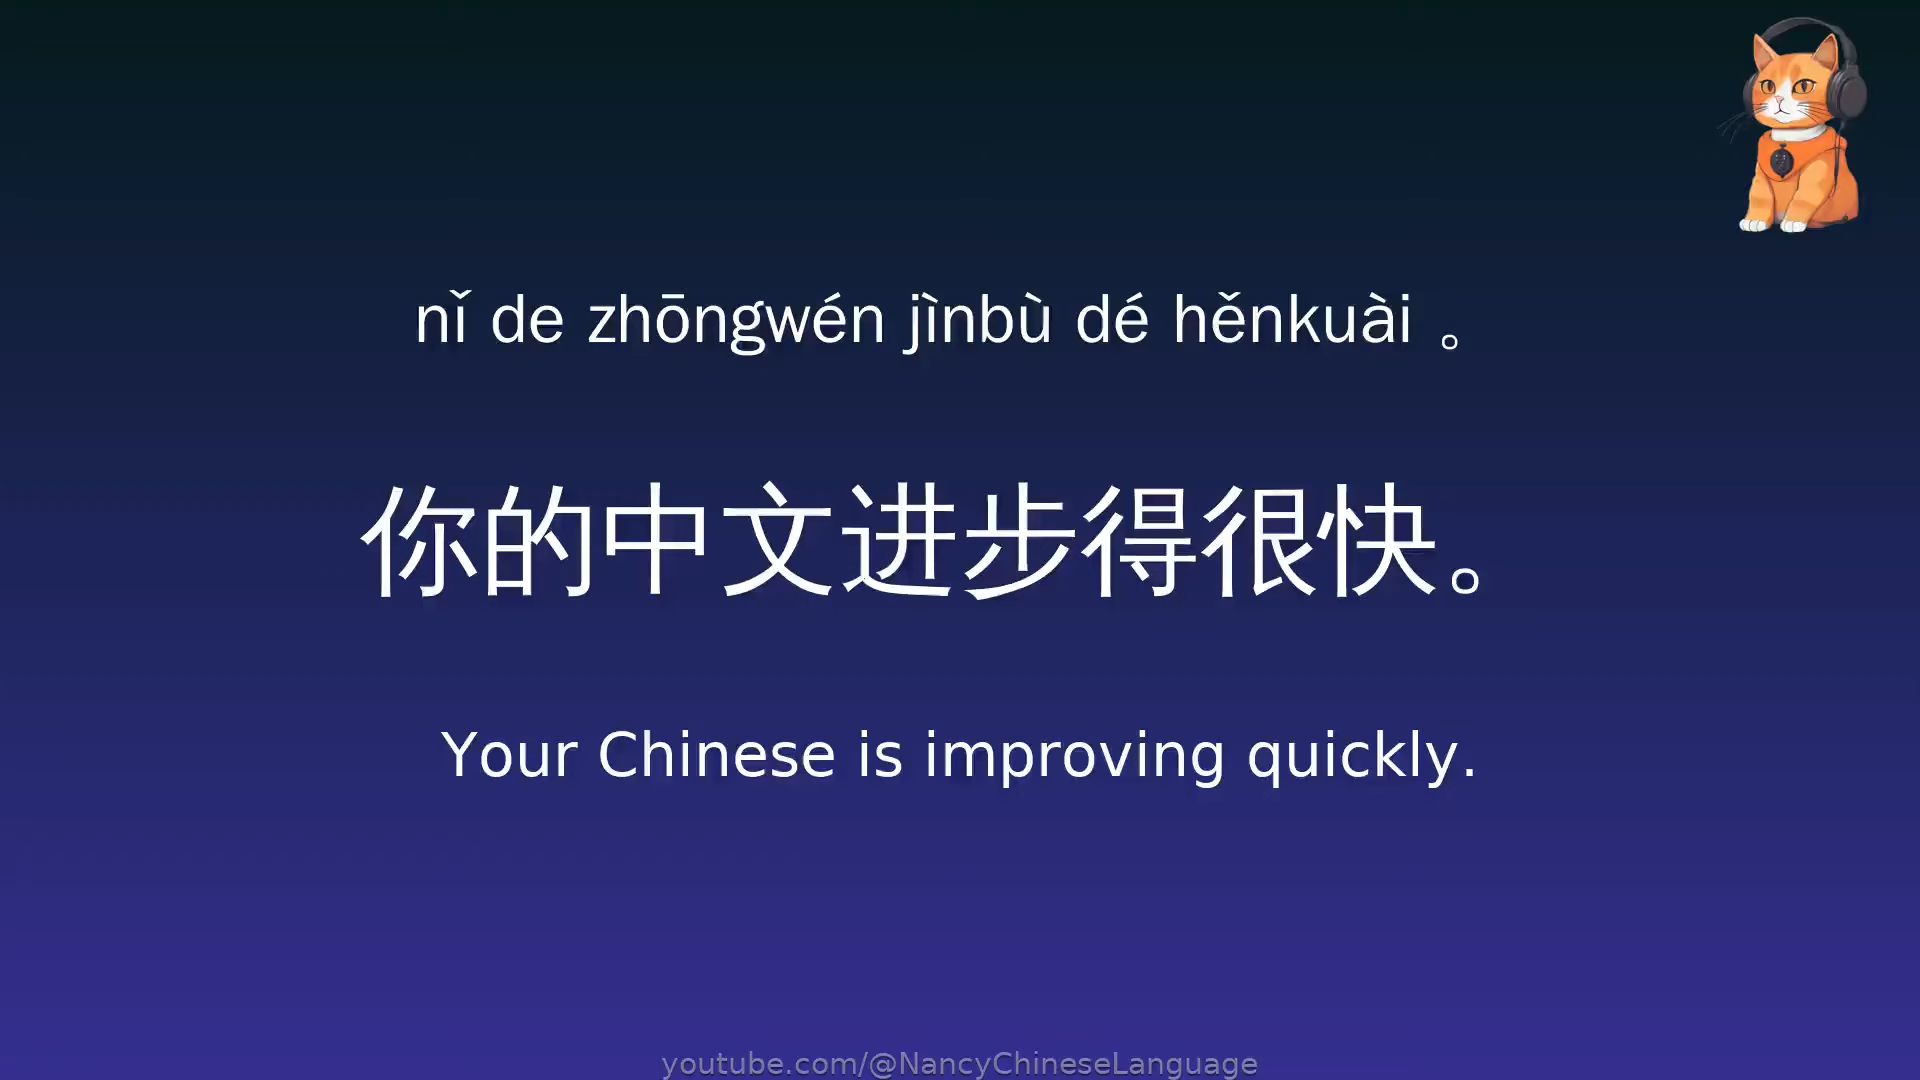 nǐ de zhōngwén jìnbù dé hěnkuài 。
你的中文进步得很快。
Your Chinese is improving quickly.
youtube.com/@NancyChineseLanguage